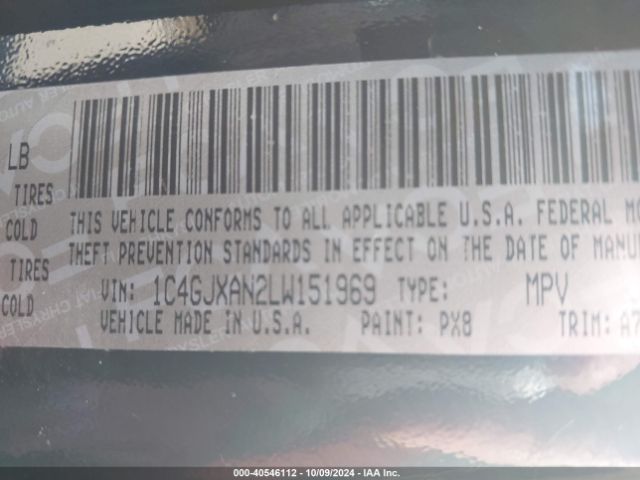 LB
TIRES
COLD
TIRES
COLD
THIS VEHICLE CONFORMS TO ALL APPLICABLE U.S.A. FEDERAL MO
THEFT PREVENTION STANDARDS IN EFFECT ON THE DATE OF MANU
VIN: 1C4GJXAN2LW151969 TYPE: MPV
VEHICLE MADE IN U.S.A. PAINT: PX8 TRIM: A7
000-40546112 - 10/09/2024 - IAA Inc.